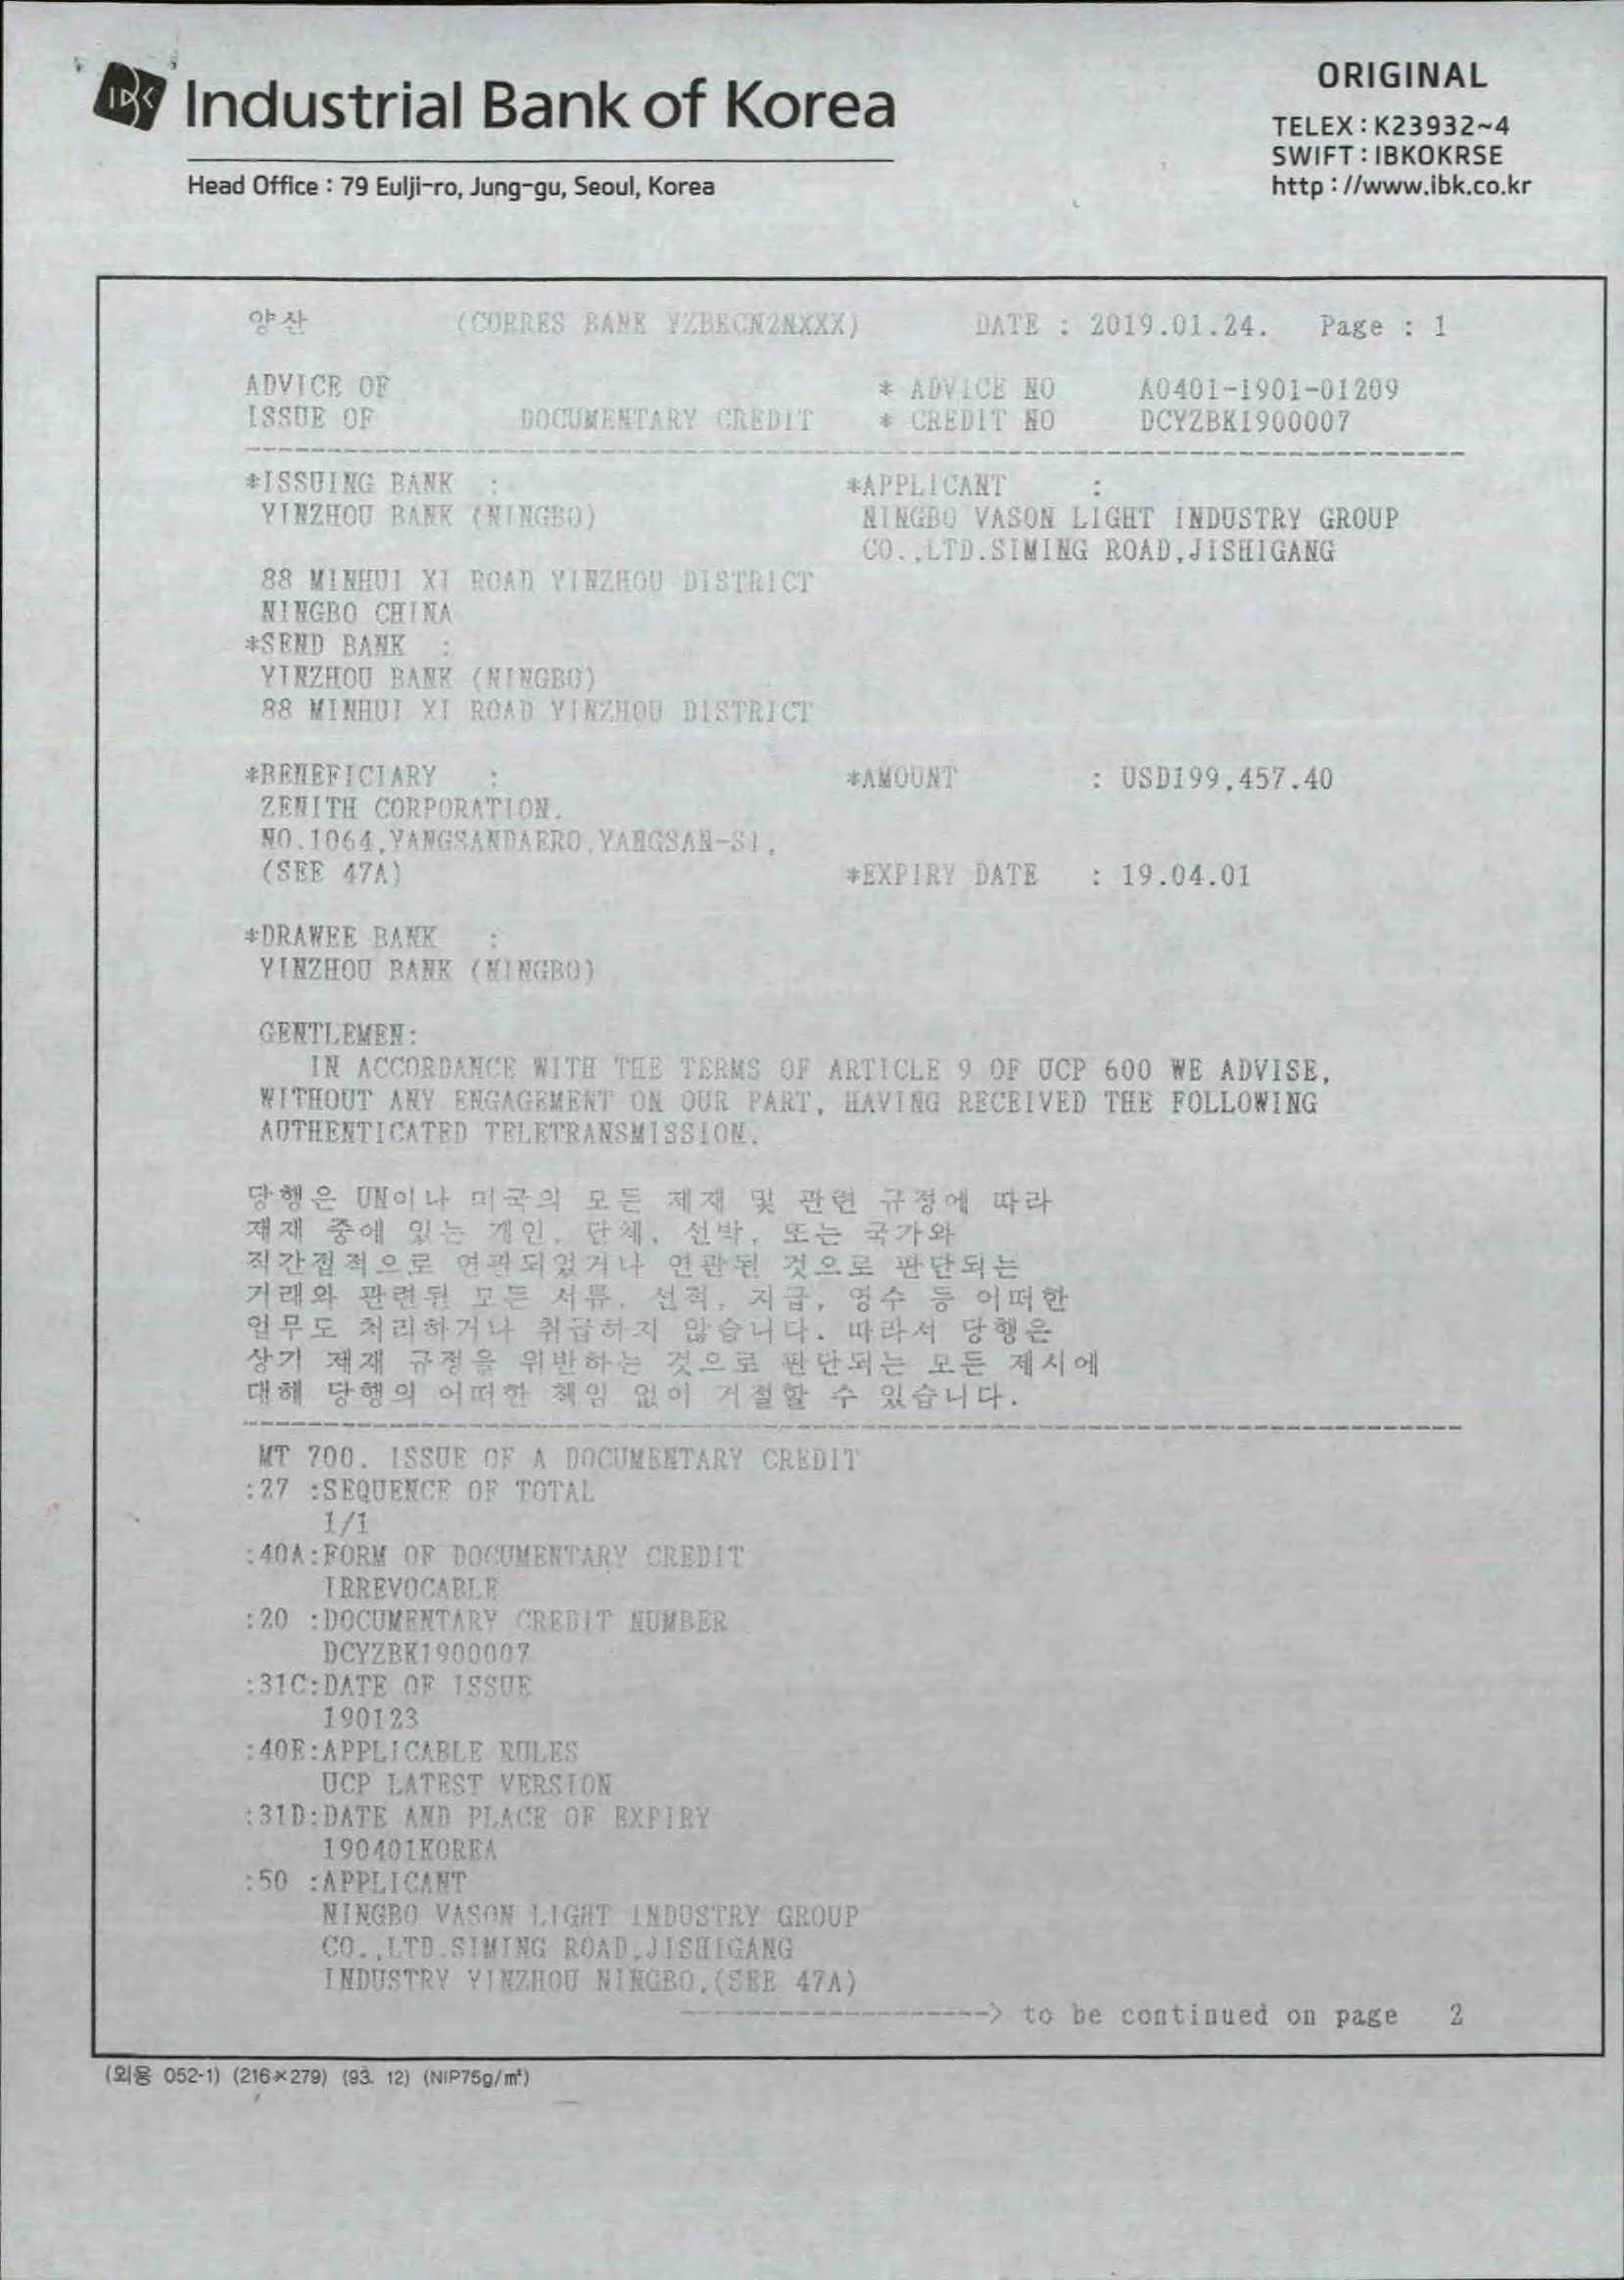 IBK Industrial Bank of Korea
Head Office : 79 Eulji-ro, Jung-gu, Seoul, Korea
ORIGINAL
TELEX : K23932~4
SWIFT : IBKOKRSE
http : //www.ibk.co.kr
양산 (CORRES BANK YZBKCN2NXXX) DATE : 2019.01.24. Page : 1
ADVICE OF * ADVICE NO A0401-1901-01209
ISSUE OF DOCUMENTARY CREDIT * CREDIT NO DCYZBK1900007
*ISSUING BANK : *APPLICANT :
YINZHOU BANK (NINGBO) NINGBO VASON LIGHT INDUSTRY GROUP
CO.,LTD.SIMING ROAD,JISHIGANG
88 MINHUI XI ROAD YINZHOU DISTRICT
NINGBO CHINA
*SEND BANK :
YINZHOU BANK (NINGBO)
88 MINHUI XI ROAD YINZHOU DISTRICT
*BENEFICIARY : *AMOUNT : USD199,457.40
ZENITH CORPORATION.
NO.1064,YANGSANDAERO,YANGSAN-SI,
(SEE 47A) *EXPIRY DATE : 19.04.01
*DRAWEE BANK :
YINZHOU BANK (NINGBO)
GENTLEMEN:
IN ACCORDANCE WITH THE TERMS OF ARTICLE 9 OF UCP 600 WE ADVISE,
WITHOUT ANY ENGAGEMENT ON OUR PART, HAVING RECEIVED THE FOLLOWING
AUTHENTICATED TELETRANSMISSION.
당행은 UN이나 미국의 모든 제재 및 관련 규정에 따라
제재 중에 있는 개인, 단체, 선박, 또는 국가와
직간접적으로 연관되었거나 연관된 것으로 판단되는
거래와 관련된 모든 서류, 선적, 지급, 영수 등 어떠한
업무도 처리하거나 취급하지 않습니다. 따라서 당행은
상기 제재 규정을 위반하는 것으로 판단되는 모든 제시에
대해 당행의 어떠한 책임 없이 거절할 수 있습니다.
MT 700. ISSUE OF A DOCUMENTARY CREDIT
:27 :SEQUENCE OF TOTAL
1/1
:40A:FORM OF DOCUMENTARY CREDIT
IRREVOCABLE
:20 :DOCUMENTARY CREDIT NUMBER
DCYZBK1900007
:31C:DATE OF ISSUE
190123
:40E:APPLICABLE RULES
UCP LATEST VERSION
:31D:DATE AND PLACE OF EXPIRY
190401KOREA
:50 :APPLICANT
NINGBO VASON LIGHT INDUSTRY GROUP
CO.,LTD.SIMING ROAD,JISHIGANG
INDUSTRY YINZHOU NINGBO,(SEE 47A)
-------------------> to be continued on page 2
(외용 052-1) (216×279) (93. 12) (NIP75g/㎡)